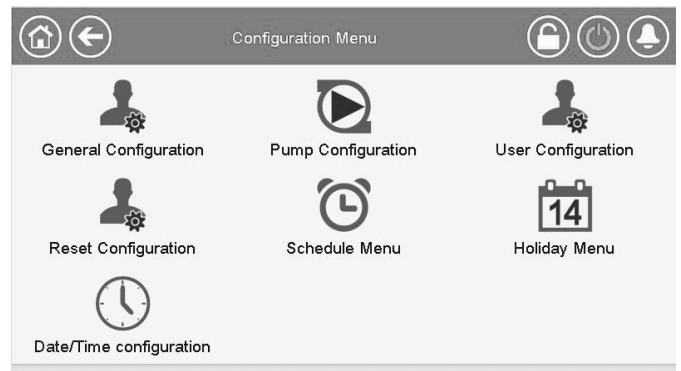 Configuration Menu
General Configuration
Pump Configuration
User Configuration
Reset Configuration
Schedule Menu
14
Holiday Menu
Date/Time configuration